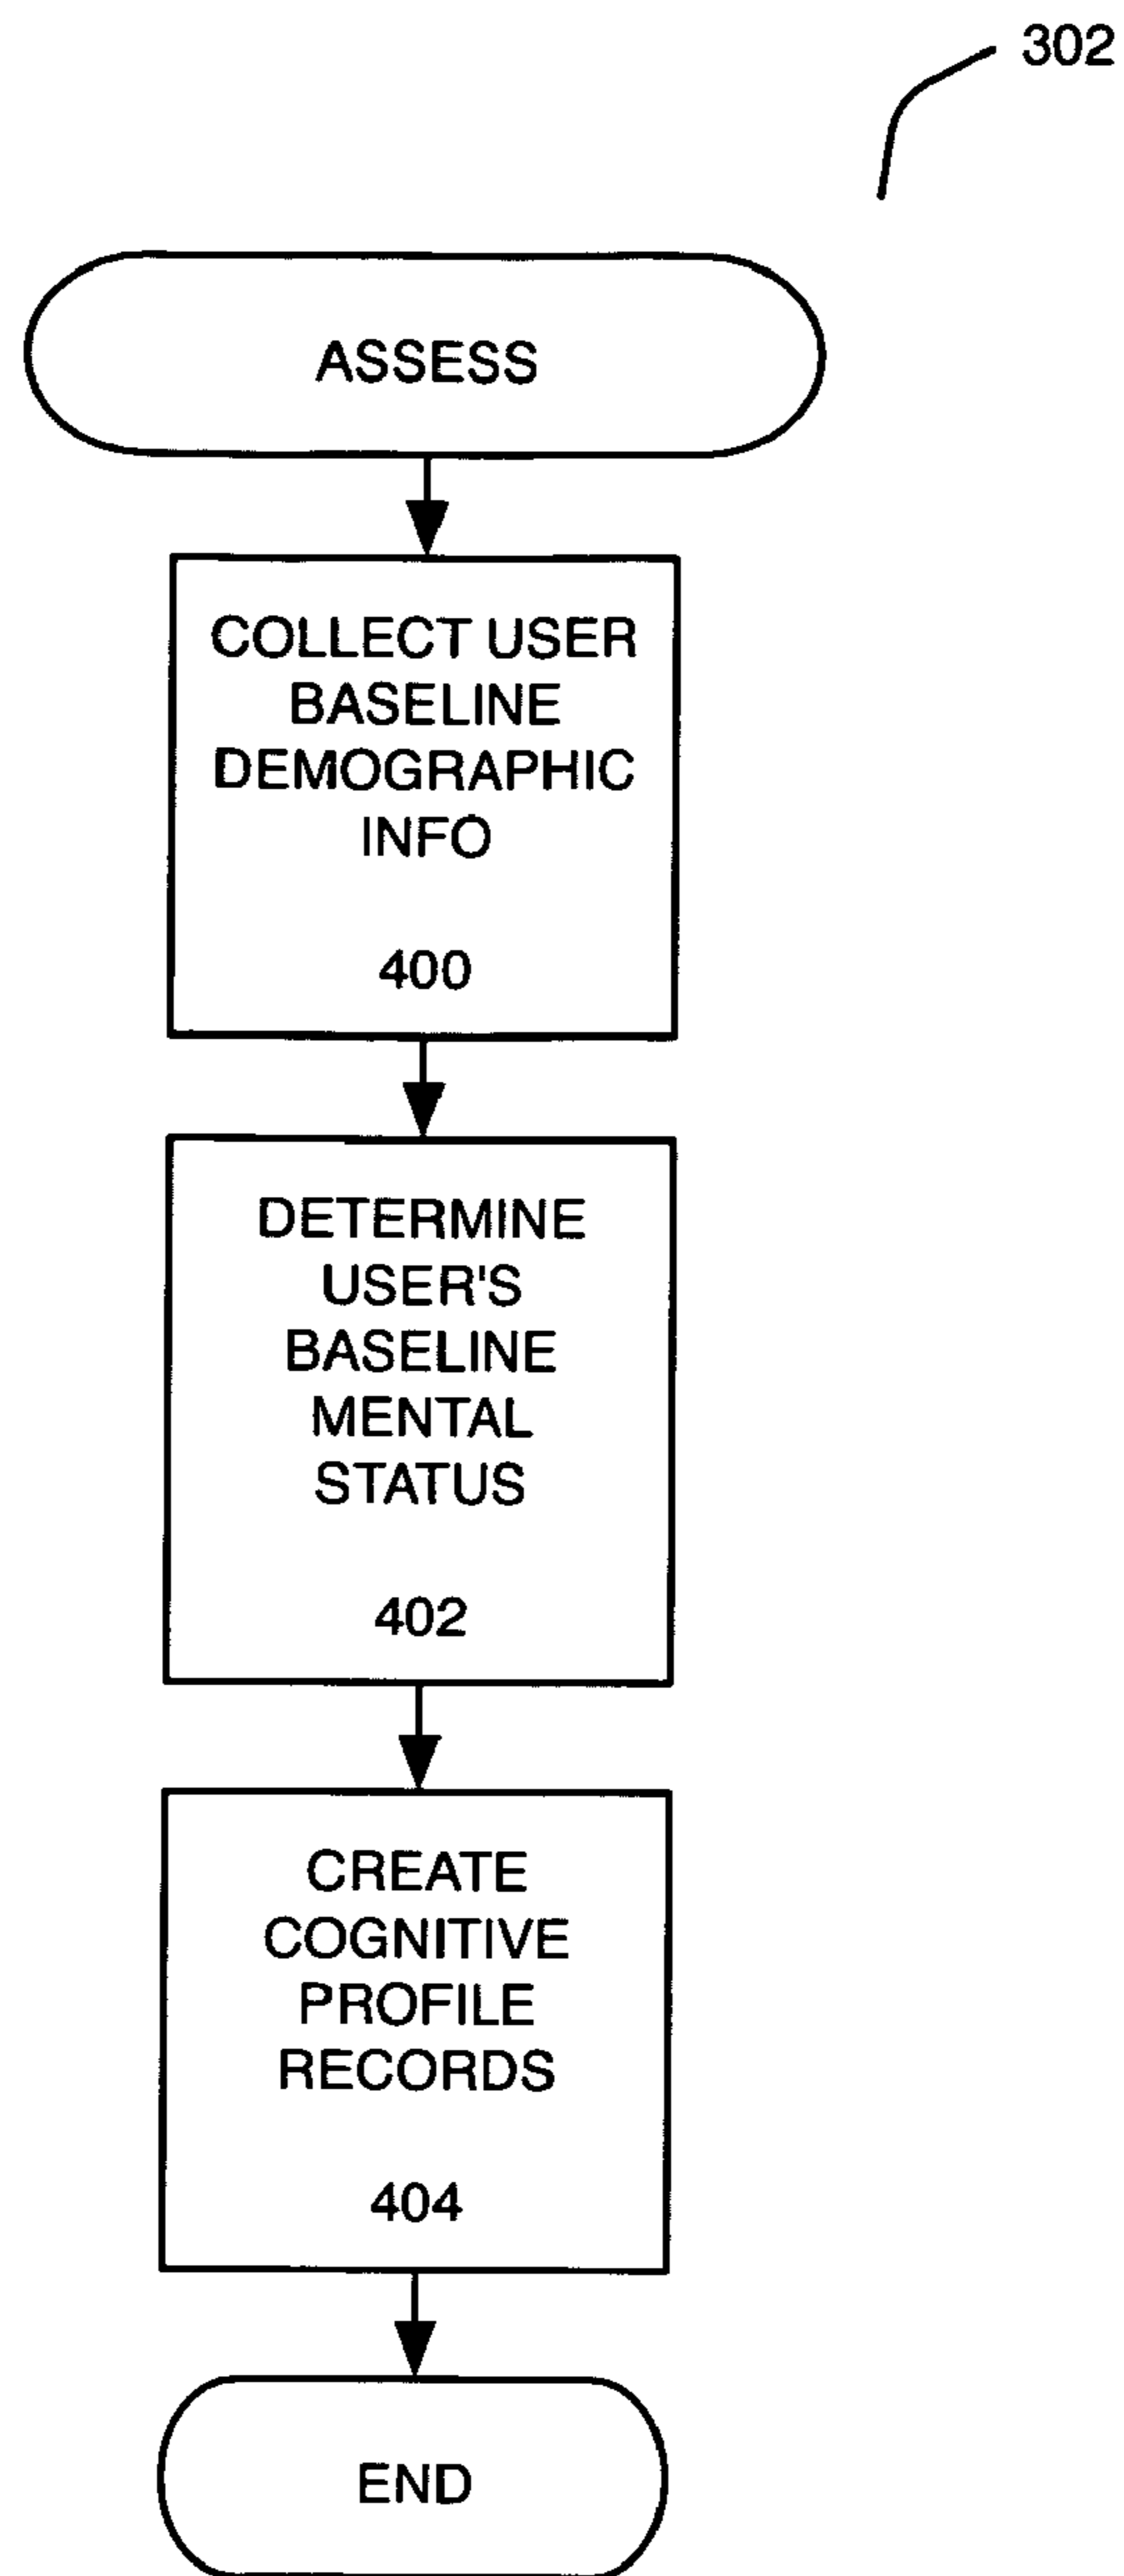 302
ASSESS
COLLECT USER
BASELINE
DEMOGRAPHIC
INFO
400
DETERMINE
USER'S
BASELINE
MENTAL
STATUS
402
CREATE
COGNITIVE
PROFILE
RECORDS
404
END